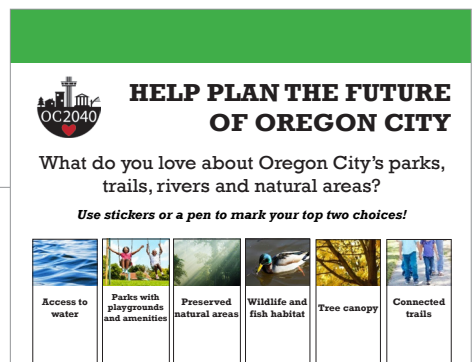 OC2040
HELP PLAN THE FUTURE
OF OREGON CITY
What do you love about Oregon City's parks,
trails, rivers and natural areas?
Use stickers or a pen to mark your top two choices!
Access to
water
Parks with
playgrounds
and amenities
Preserved
natural areas
Wildlife and
fish habitat
Tree canopy
Connected
trails